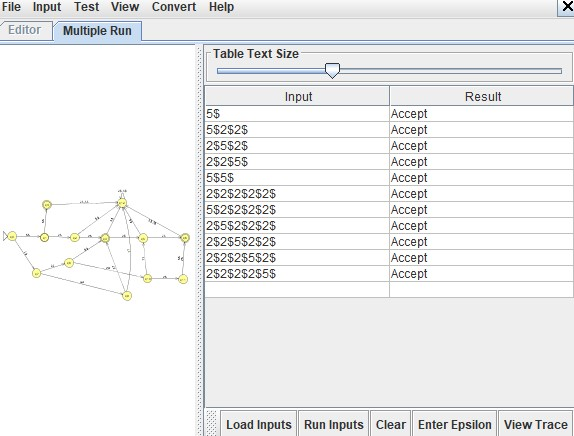 File Input Test View Convert Help
Editor Multiple Run
Table Text Size
Input Result
5$ Accept
5$2$2$ Accept
2$5$2$ Accept
2$2$5$ Accept
5$5$ Accept
2$2$2$2$2$ Accept
5$2$2$2$2$ Accept
2$5$2$2$2$ Accept
2$2$5$2$2$ Accept
2$2$2$5$2$ Accept
2$2$2$2$5$ Accept
Load Inputs Run Inputs Clear Enter Epsilon View Trace